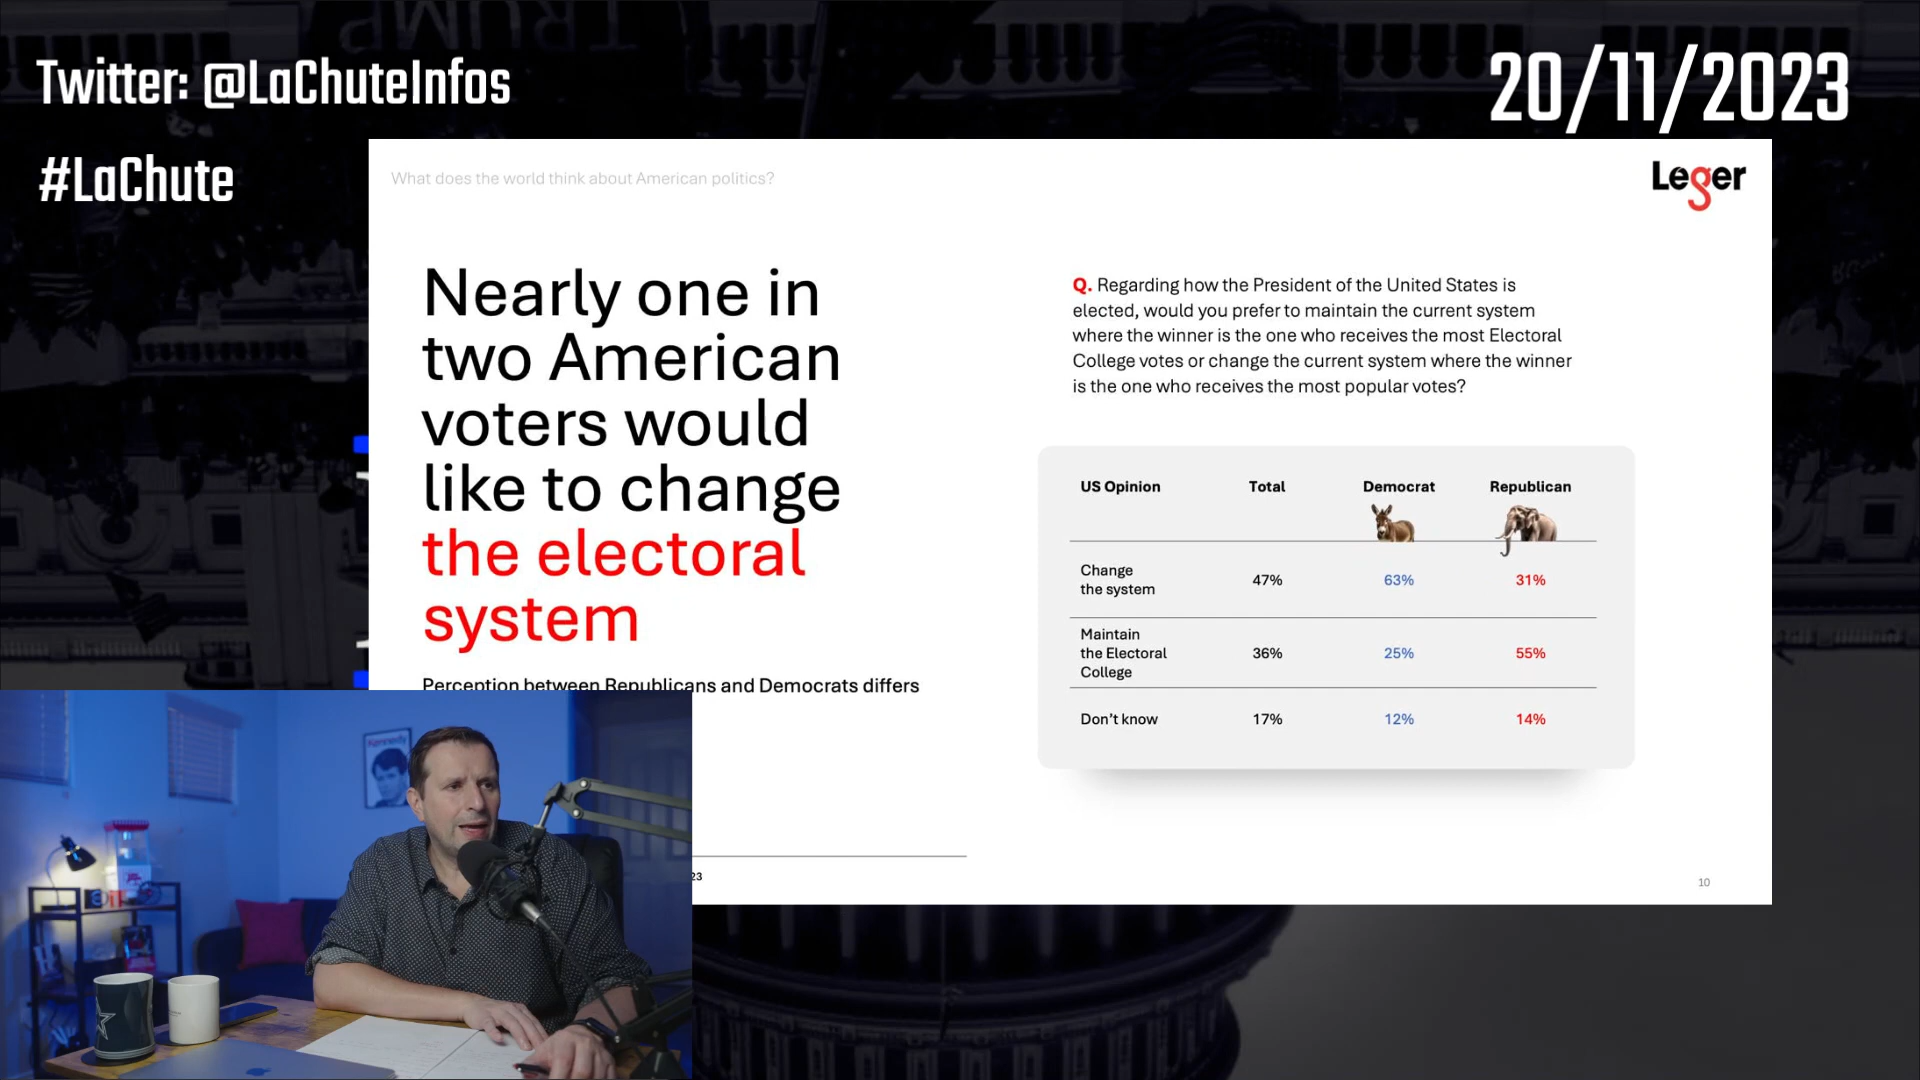 TRUMP
Twitter: @LaChuteInfos
20/11/2023
#LaChute
What does the world think about American politics?
Leger
Nearly one in
two American
voters would
like to change
the electoral
system
Perception between Republicans and Democrats differs
Q. Regarding how the President of the United States is
elected, would you prefer to maintain the current system
where the winner is the one who receives the most Electoral
College votes or change the current system where the winner
is the one who receives the most popular votes?
US Opinion Total Democrat Republican
Change
the system
47% 63% 31%
Maintain
the Electoral
College
36% 25% 55%
Don't know 17% 12% 14%
23
10
Kennedy